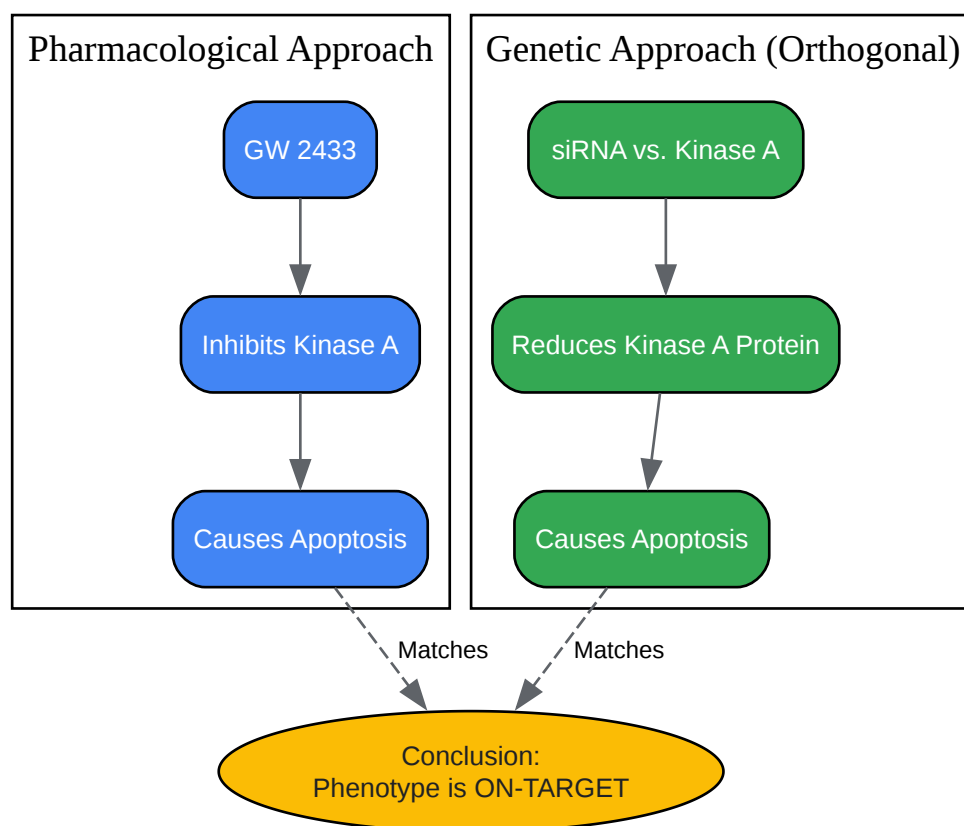 Pharmacological Approach
GW 2433
Inhibits Kinase A
Causes Apoptosis
Genetic Approach (Orthogonal)
siRNA vs. Kinase A
Reduces Kinase A Protein
Causes Apoptosis
Matches
Matches
Conclusion:
Phenotype is ON-TARGET